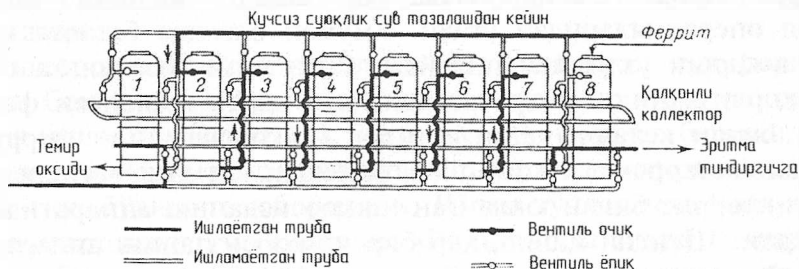 Кучсиз суюқлик сув тозалашдан кейин
Феррит
1 2 3 4 5 6 7 8
Қалқонли
коллектор
Темир
оксиди
Эритма
тиндиргичга
Ишлаётган труба
Вентиль очиқ
Ишламаётган труба
Вентиль ёпиқ